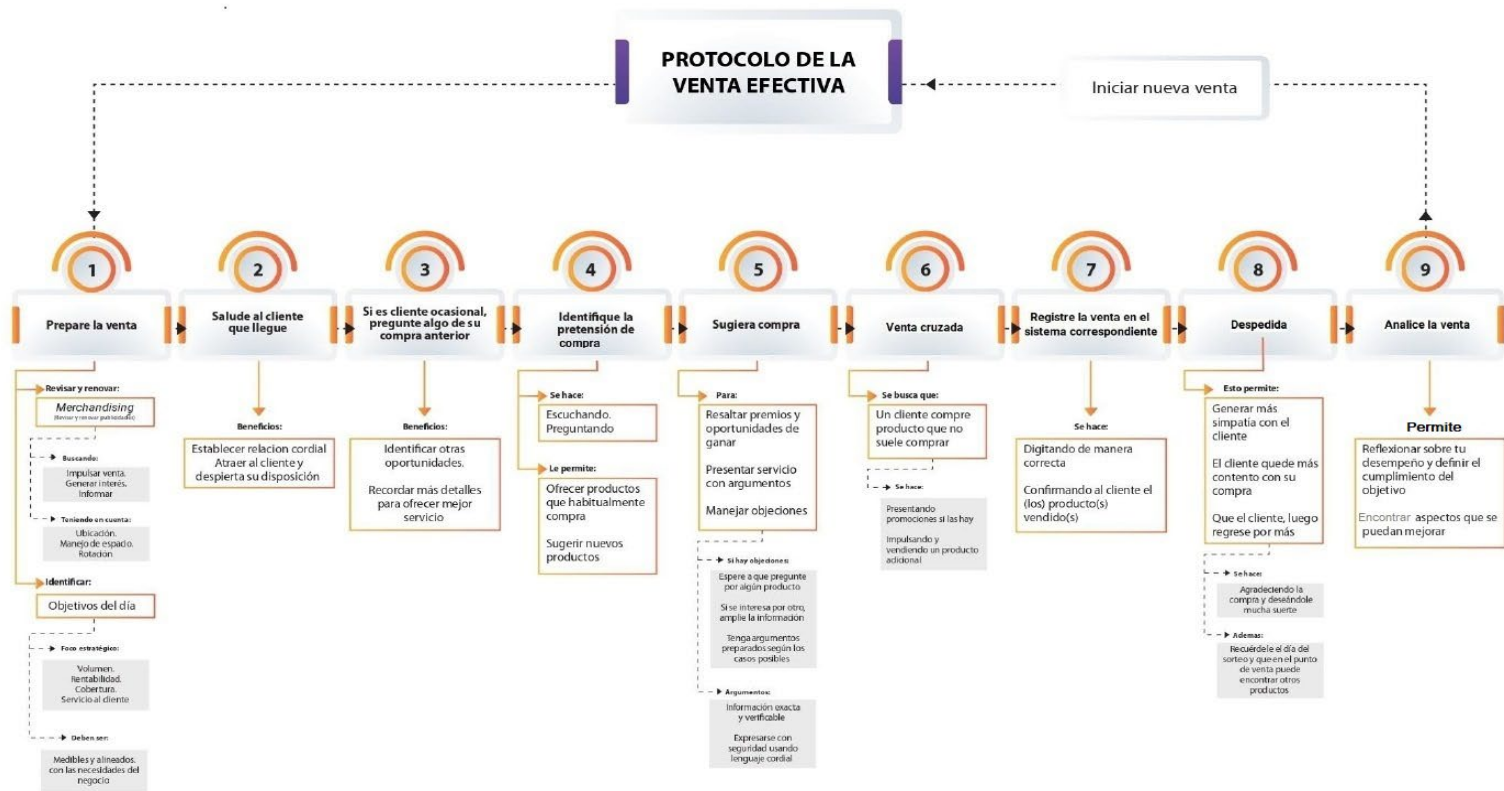 PROTOCOLO DE LA
VENTA EFECTIVA
Iniciar nueva venta
1
Prepare la venta
Revisar y renovar:
Merchandising
Buscando:
Impulsar venta.
Generar interés.
Informar
Teniendo en cuenta:
Ubicación.
Manejo de espacio.
Rotacion
Identificar:
Objetivos del día
Foco estratégico:
Volumen.
Rentabilidad.
Cobertura.
Servicio al cliente
Deben ser:
Medibles y alineados.
con las necesidades del
negocio
2
Salude al cliente
que llegue
Beneficios:
Establecer relacion cordial
Atraer al cliente y
despierta su disposición
3
Si es cliente ocasional,
pregunte algo de su
compra anterior
Beneficios:
Identificar otras
oportunidades.
Recordar más detalles
para ofrecer mejor
servicio
4
Identifique la
pretensión de
compra
Se hace:
Escuchando.
Preguntando
Le permite:
Ofrecer productos
que habitualmente
compra
Sugerir nuevos
productos
5
Sugiera compra
Para:
Resaltar premios y
oportunidades de
ganar
Presentar servicio
con argumentos
Manejar objeciones
Si hay objeciones:
Espere a que pregunte
por algún producto
Si se interesa por otro,
amplie la información
Tenga argumentos
preparados según los
casos posibles
Argumentos:
Información exacta
y verificable
Expresarse con
seguridad usando
lenguaje cordial
6
Venta cruzada
Se busca que:
Un cliente compre
producto que no
suele comprar
Se hace:
Presentando
promociones si las hay
Impulsando y
vendiendo un producto
adicional
7
Registre la venta en el
sistema correspondiente
Se hace:
Digitando de manera
correcta
Confirmando al cliente el
(los) producto(s)
vendido(s)
8
Despedida
Esto permite:
Generar más
simpatía con el
cliente
El cliente quede más
contento con su
compra
Que el cliente, luego
regrese por más
Se hace:
Agradeciendo la
compra y deseándole
mucha suerte
Ademas:
Recuérdele el día del
sorteo y que en el punto
de venta puede
encontrar otros
productos
9
Analice la venta
Permite
Reflexionar sobre tu
desempeño y definir el
cumplimiento del
objetivo
Encontrar aspectos que se
puedan mejorar